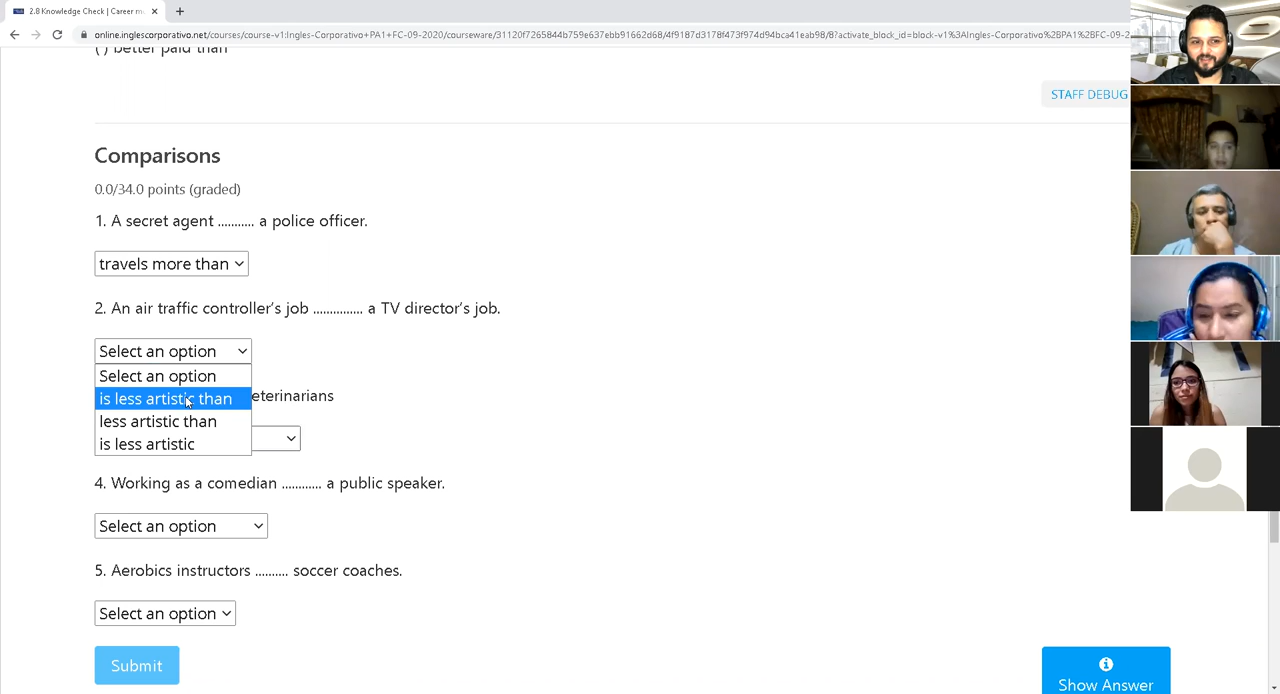 2.8 Knowledge Check | Career m
online.inglescorporativo.net/courses/course-v1:Ingles-Corporativo+PA1+FC-09-2020/courseware/31120f7265844b759e637ebb91662d68/4f9187d3178f473f974d94bca41eab98/8?activate_block_id=block-v1%3AIngles-Corporativo%2BPA1%2BFC-09-2
( ) better paid than
STAFF DEBUG
Comparisons
0.0/34.0 points (graded)
1. A secret agent ........... a police officer.
travels more than
2. An air traffic controller’s job ............... a TV director’s job.
Select an option
Select an option
is less artistic than
eterinarians
less artistic than
is less artistic
4. Working as a comedian ............ a public speaker.
Select an option
5. Aerobics instructors .......... soccer coaches.
Select an option
Submit
Show Answer